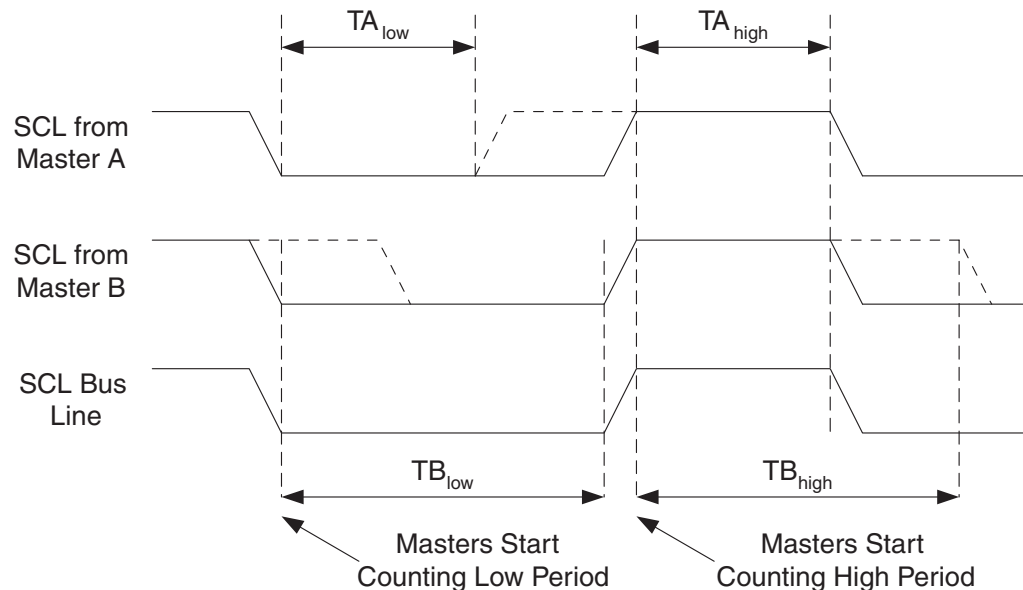 TA low
TA high
SCL from
Master A
SCL from
Master B
SCL Bus
Line
TB low
TB high
Masters Start
Counting Low Period
Masters Start
Counting High Period